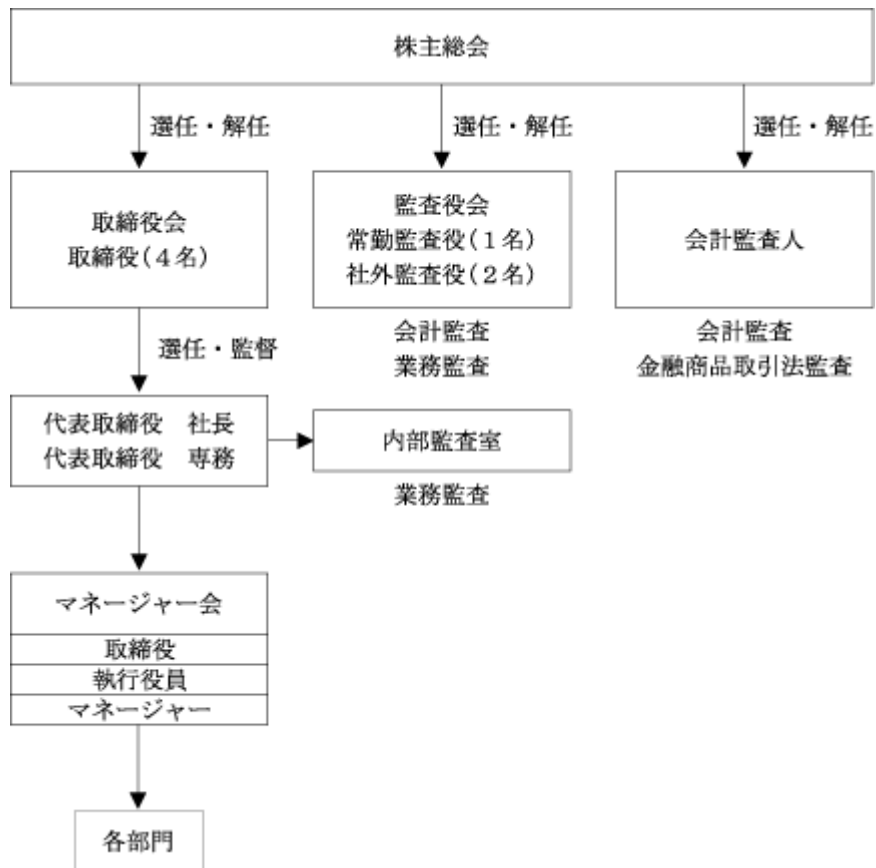 株主総会
選任・解任
選任・解任
選任・解任
取締役会
取締役(4名)
監査役会
常勤監査役(1名)
社外監査役(2名)
会計監査人
会計監査
業務監査
会計監査
金融商品取引法監査
選任・監督
代表取締役　社長
代表取締役　専務
内部監査室
業務監査
マネージャー会
取締役
執行役員
マネージャー
各部門